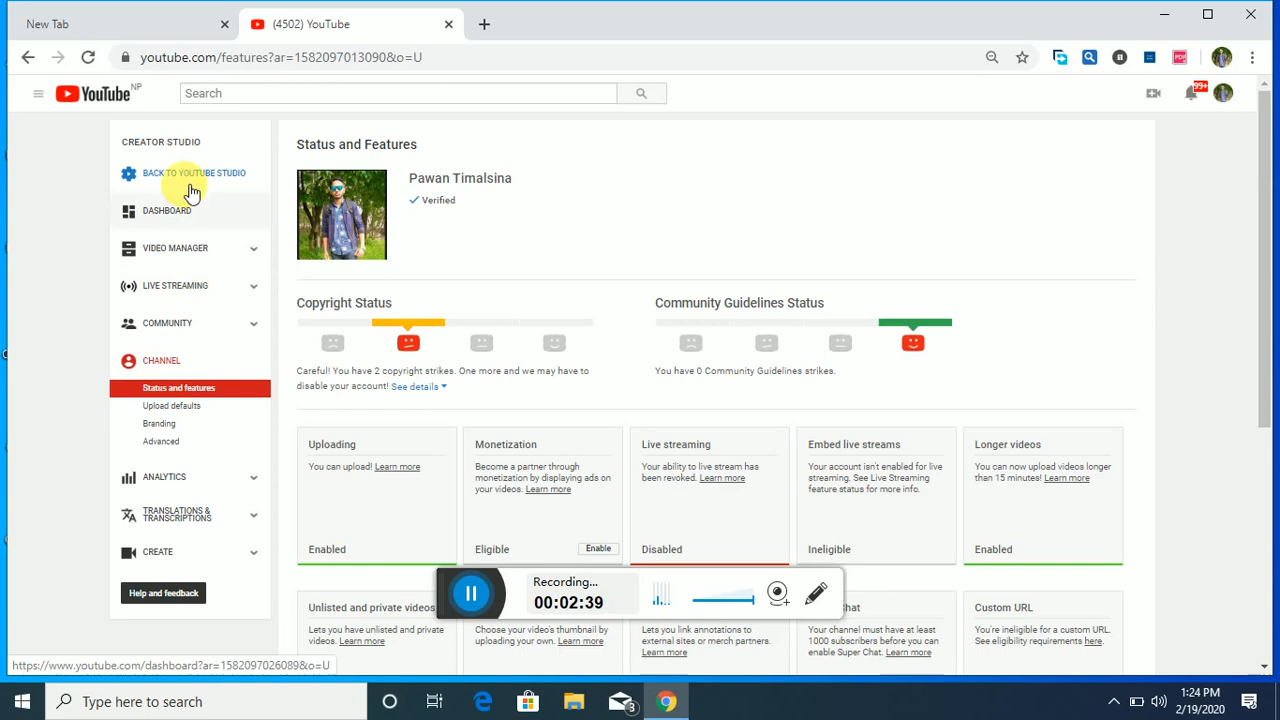 New Tab
(4502) YouTube
youtube.com/features?ar=1582097013090&o=U
YouTube NP
Search
99+
CREATOR STUDIO
BACK TO YOUTUBE STUDIO
DASHBOARD
VIDEO MANAGER
LIVE STREAMING
COMMUNITY
CHANNEL
Status and features
Upload defaults
Branding
Advanced
ANALYTICS
TRANSLATIONS &
TRANSCRIPTIONS
CREATE
Help and feedback
Status and Features
Pawan Timalsina
Verified
Copyright Status
Careful! You have 2 copyright strikes. One more and we may have to
disable your account! See details
Community Guidelines Status
You have 0 Community Guidelines strikes.
Uploading
You can upload! Learn more
Enabled
Monetization
Become a partner through
monetization by displaying ads on
your videos. Learn more
Eligible
Enable
Live streaming
Your ability to live stream has
been revoked. Learn more
Disabled
Embed live streams
Your account isn't enabled for live
streaming. See Live Streaming
feature status for more info.
Ineligible
Longer videos
You can now upload videos longer
than 15 minutes! Learn more
Enabled
Recording...
00:02:39
Unlisted and private videos
Lets you have unlisted and private
videos. Learn more
Choose your video's thumbnail by
uploading your own. Learn more
Lets you link annotations to
external sites or merch partners.
Learn more
Chat
Your channel must have at least
1000 subscribers before you can
enable Super Chat. Learn more
Custom URL
You're ineligible for a custom URL.
See eligibility requirements here.
https://www.youtube.com/dashboard?ar=1582097026089&o=U
Type here to search
3
1:24 PM
2/19/2020